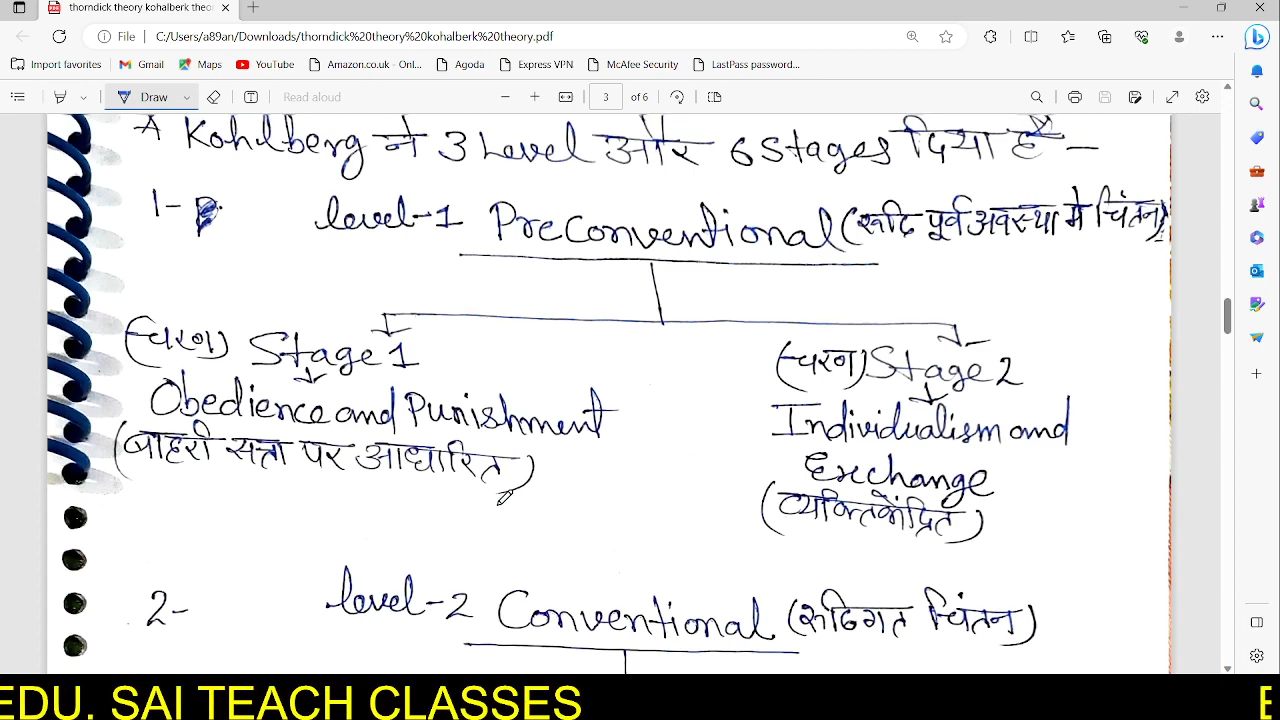 thorndick theory kohalberk theo
File C:/Users/a89an/Downloads/thorndick%20theory%20kohalberk%20theory.pdf
Import favorites Gmail Maps YouTube Amazon.co.uk - Onl... Agoda Express VPN McAfee Security LastPass password...
Draw Read aloud 3 of 6
Kohlberg ने 3 Level और 6 Stages दिया है –
1- level-1 Preconventional (रूढि पूर्व अवस्था मे चिंतन)
(चरण) Stage 1
(चरण) Stage 2
Obedience and Punishment
(बाहरी सत्ता पर आधारित)
Individualism and
Exchange
(व्यक्तिकेंद्रित)
2- level-2 Conventional (रूढिगत चिंतन)
EDU. SAI TEACH CLASSES E